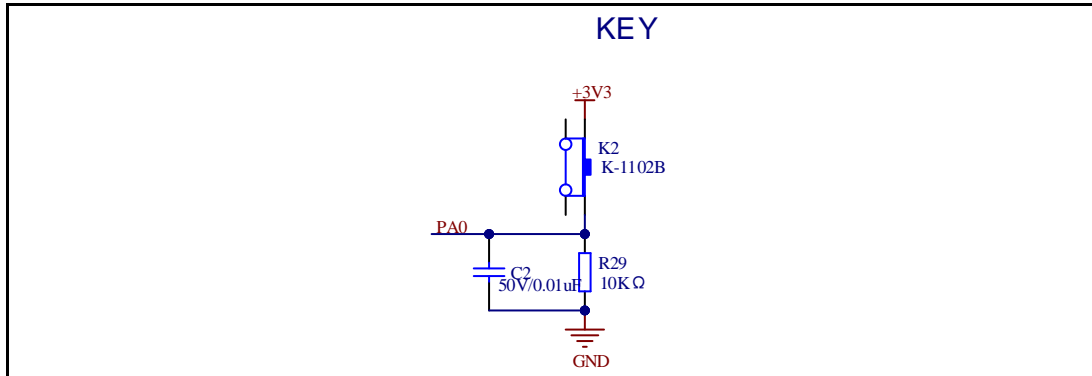 KEY
+3V3
K2
K-1102B
PA0
C2
50V/0.01uF
R29
10KΩ
GND